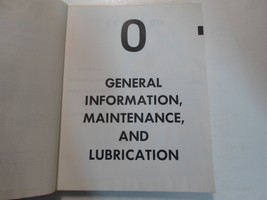 0
GENERAL
INFORMATION,
MAINTENANCE,
AND
LUBRICATION